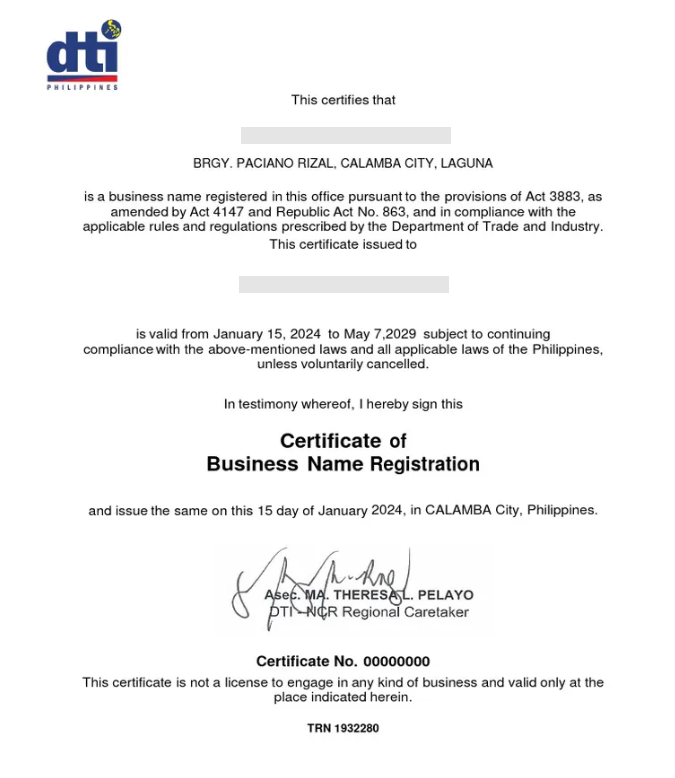 dti
PHILIPPINES
This certifies that
BRGY. PACIANO RIZAL, CALAMBA CITY, LAGUNA
is a business name registered in this office pursuant to the provisions of Act 3883, as
amended by Act 4147 and Republic Act No. 863, and in compliance with the
applicable rules and regulations prescribed by the Department of Trade and Industry.
This certificate issued to
is valid from January 15, 2024 to May 7,2029 subject to continuing
compliance with the above-mentioned laws and all applicable laws of the Philippines,
unless voluntarily cancelled.
In testimony whereof, I hereby sign this
Certificate of
Business Name Registration
and issue the same on this 15 day of January 2024, in CALAMBA City, Philippines.
Asec. MA. THERESA L. PELAYO
DTI - NCR Regional Caretaker
Certificate No. 00000000
This certificate is not a license to engage in any kind of business and valid only at the
place indicated herein.
TRN 1932280